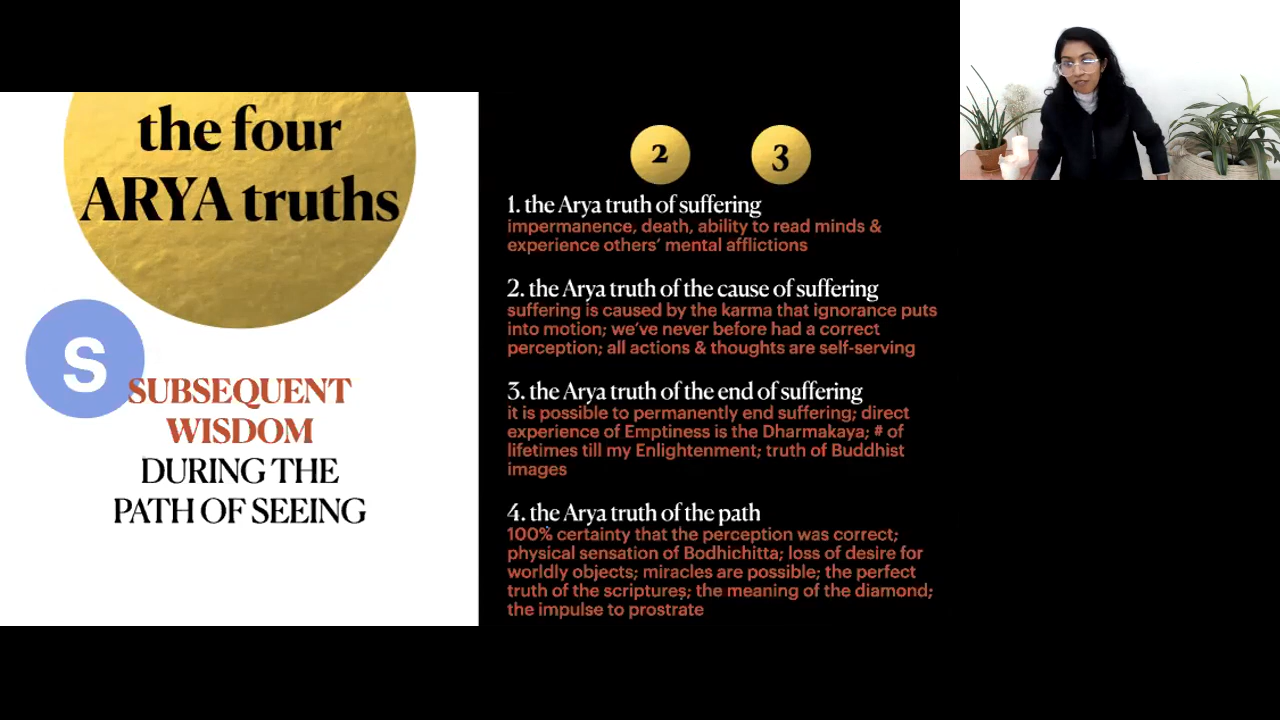 the four
ARYA truths
S
SUBSEQUENT
WISDOM
DURING THE
PATH OF SEEING
2 3
1. the Arya truth of suffering
impermanence, death, ability to read minds &
experience others’ mental afflictions
2. the Arya truth of the cause of suffering
suffering is caused by the karma that ignorance puts
into motion; we’ve never before had a correct
perception; all actions & thoughts are self-serving
3. the Arya truth of the end of suffering
it is possible to permanently end suffering; direct
experience of Emptiness is the Dharmakaya; # of
lifetimes till my Enlightenment; truth of Buddhist
images
4. the Arya truth of the path
100% certainty that the perception was correct;
physical sensation of Bodhichitta; loss of desire for
worldly objects; miracles are possible; the perfect
truth of the scriptures; the meaning of the diamond;
the impulse to prostrate